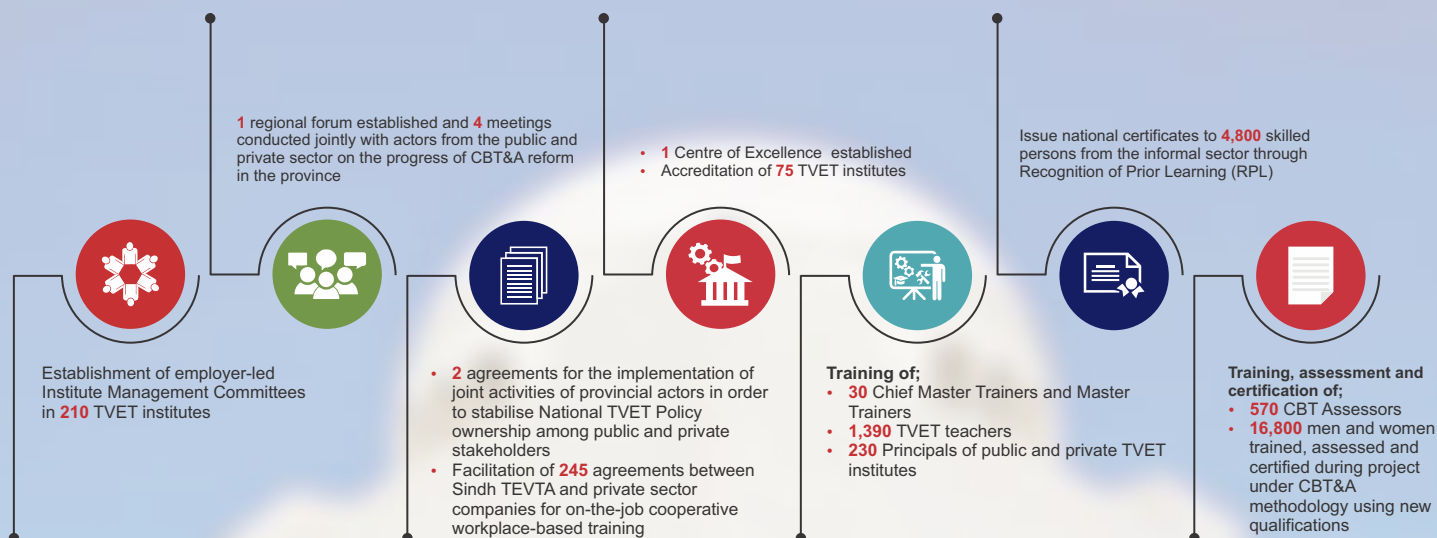 1 regional forum established and 4 meetings
conducted jointly with actors from the public and
private sector on the progress of CBT&A reform
in the province
• 1 Centre of Excellence established
• Accreditation of 75 TVET institutes
Issue national certificates to 4,800 skilled
persons from the informal sector through
Recognition of Prior Learning (RPL)
Establishment of employer-led
Institute Management Committees
in 210 TVET institutes
• 2 agreements for the implementation of
joint activities of provincial actors in order
to stabilise National TVET Policy
ownership among public and private
stakeholders
• Facilitation of 245 agreements between
Sindh TEVTA and private sector
companies for on-the-job cooperative
workplace-based training
Training of;
• 30 Chief Master Trainers and Master
Trainers
• 1,390 TVET teachers
• 230 Principals of public and private TVET
institutes
Training, assessment and
certification of;
• 570 CBT Assessors
• 16,800 men and women
trained, assessed and
certified during project
under CBT&A
methodology using new
qualifications